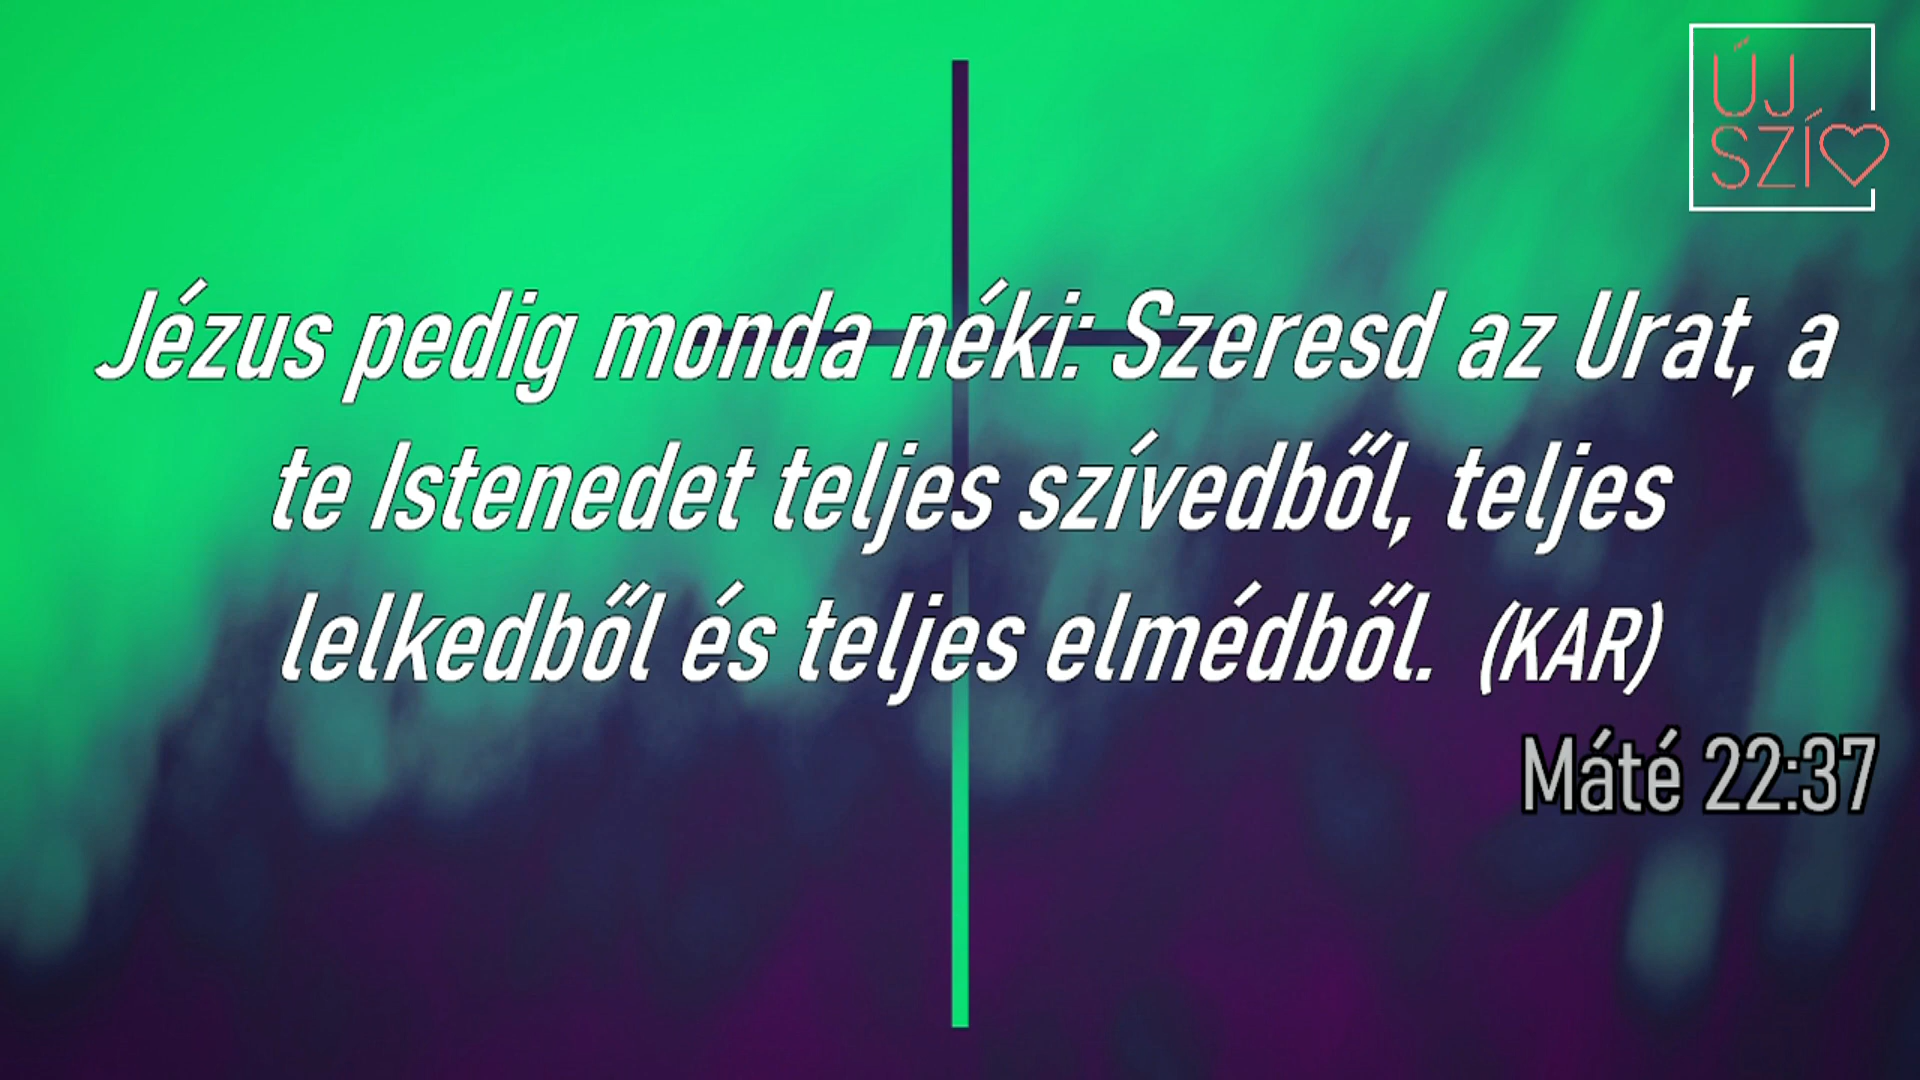 ÚJ
SZÍ
Jézus pedig monda néki: Szeresd az Urat, a
te Istenedet teljes szívedből, teljes
lelkedből és teljes elmédből. (KAR)
Máté 22:37